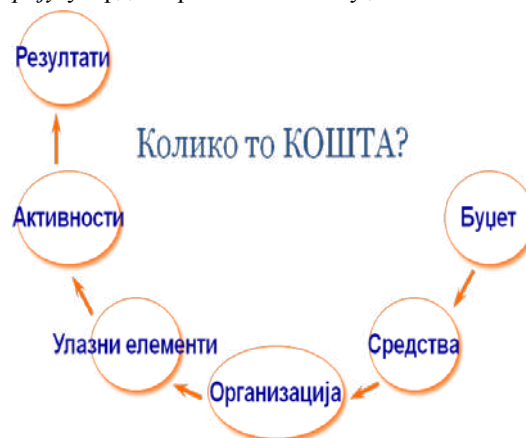 Резултати
Колико то КОШТА?
Активности
Буџет
Улазни елементи
Средства
Организација